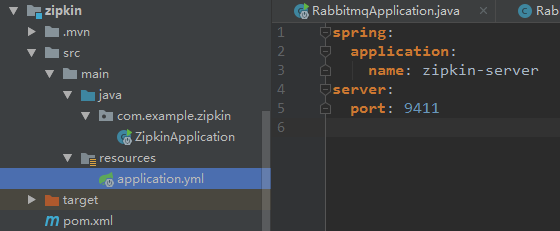 zipkin
.mvn
src
main
java
com.example.zipkin
ZipkinApplication
resources
application.yml
target
pom.xml
RabbitmqApplication.java
Rab
1 spring:
2 application:
3 name: zipkin-server
4 server:
5 port: 9411
6